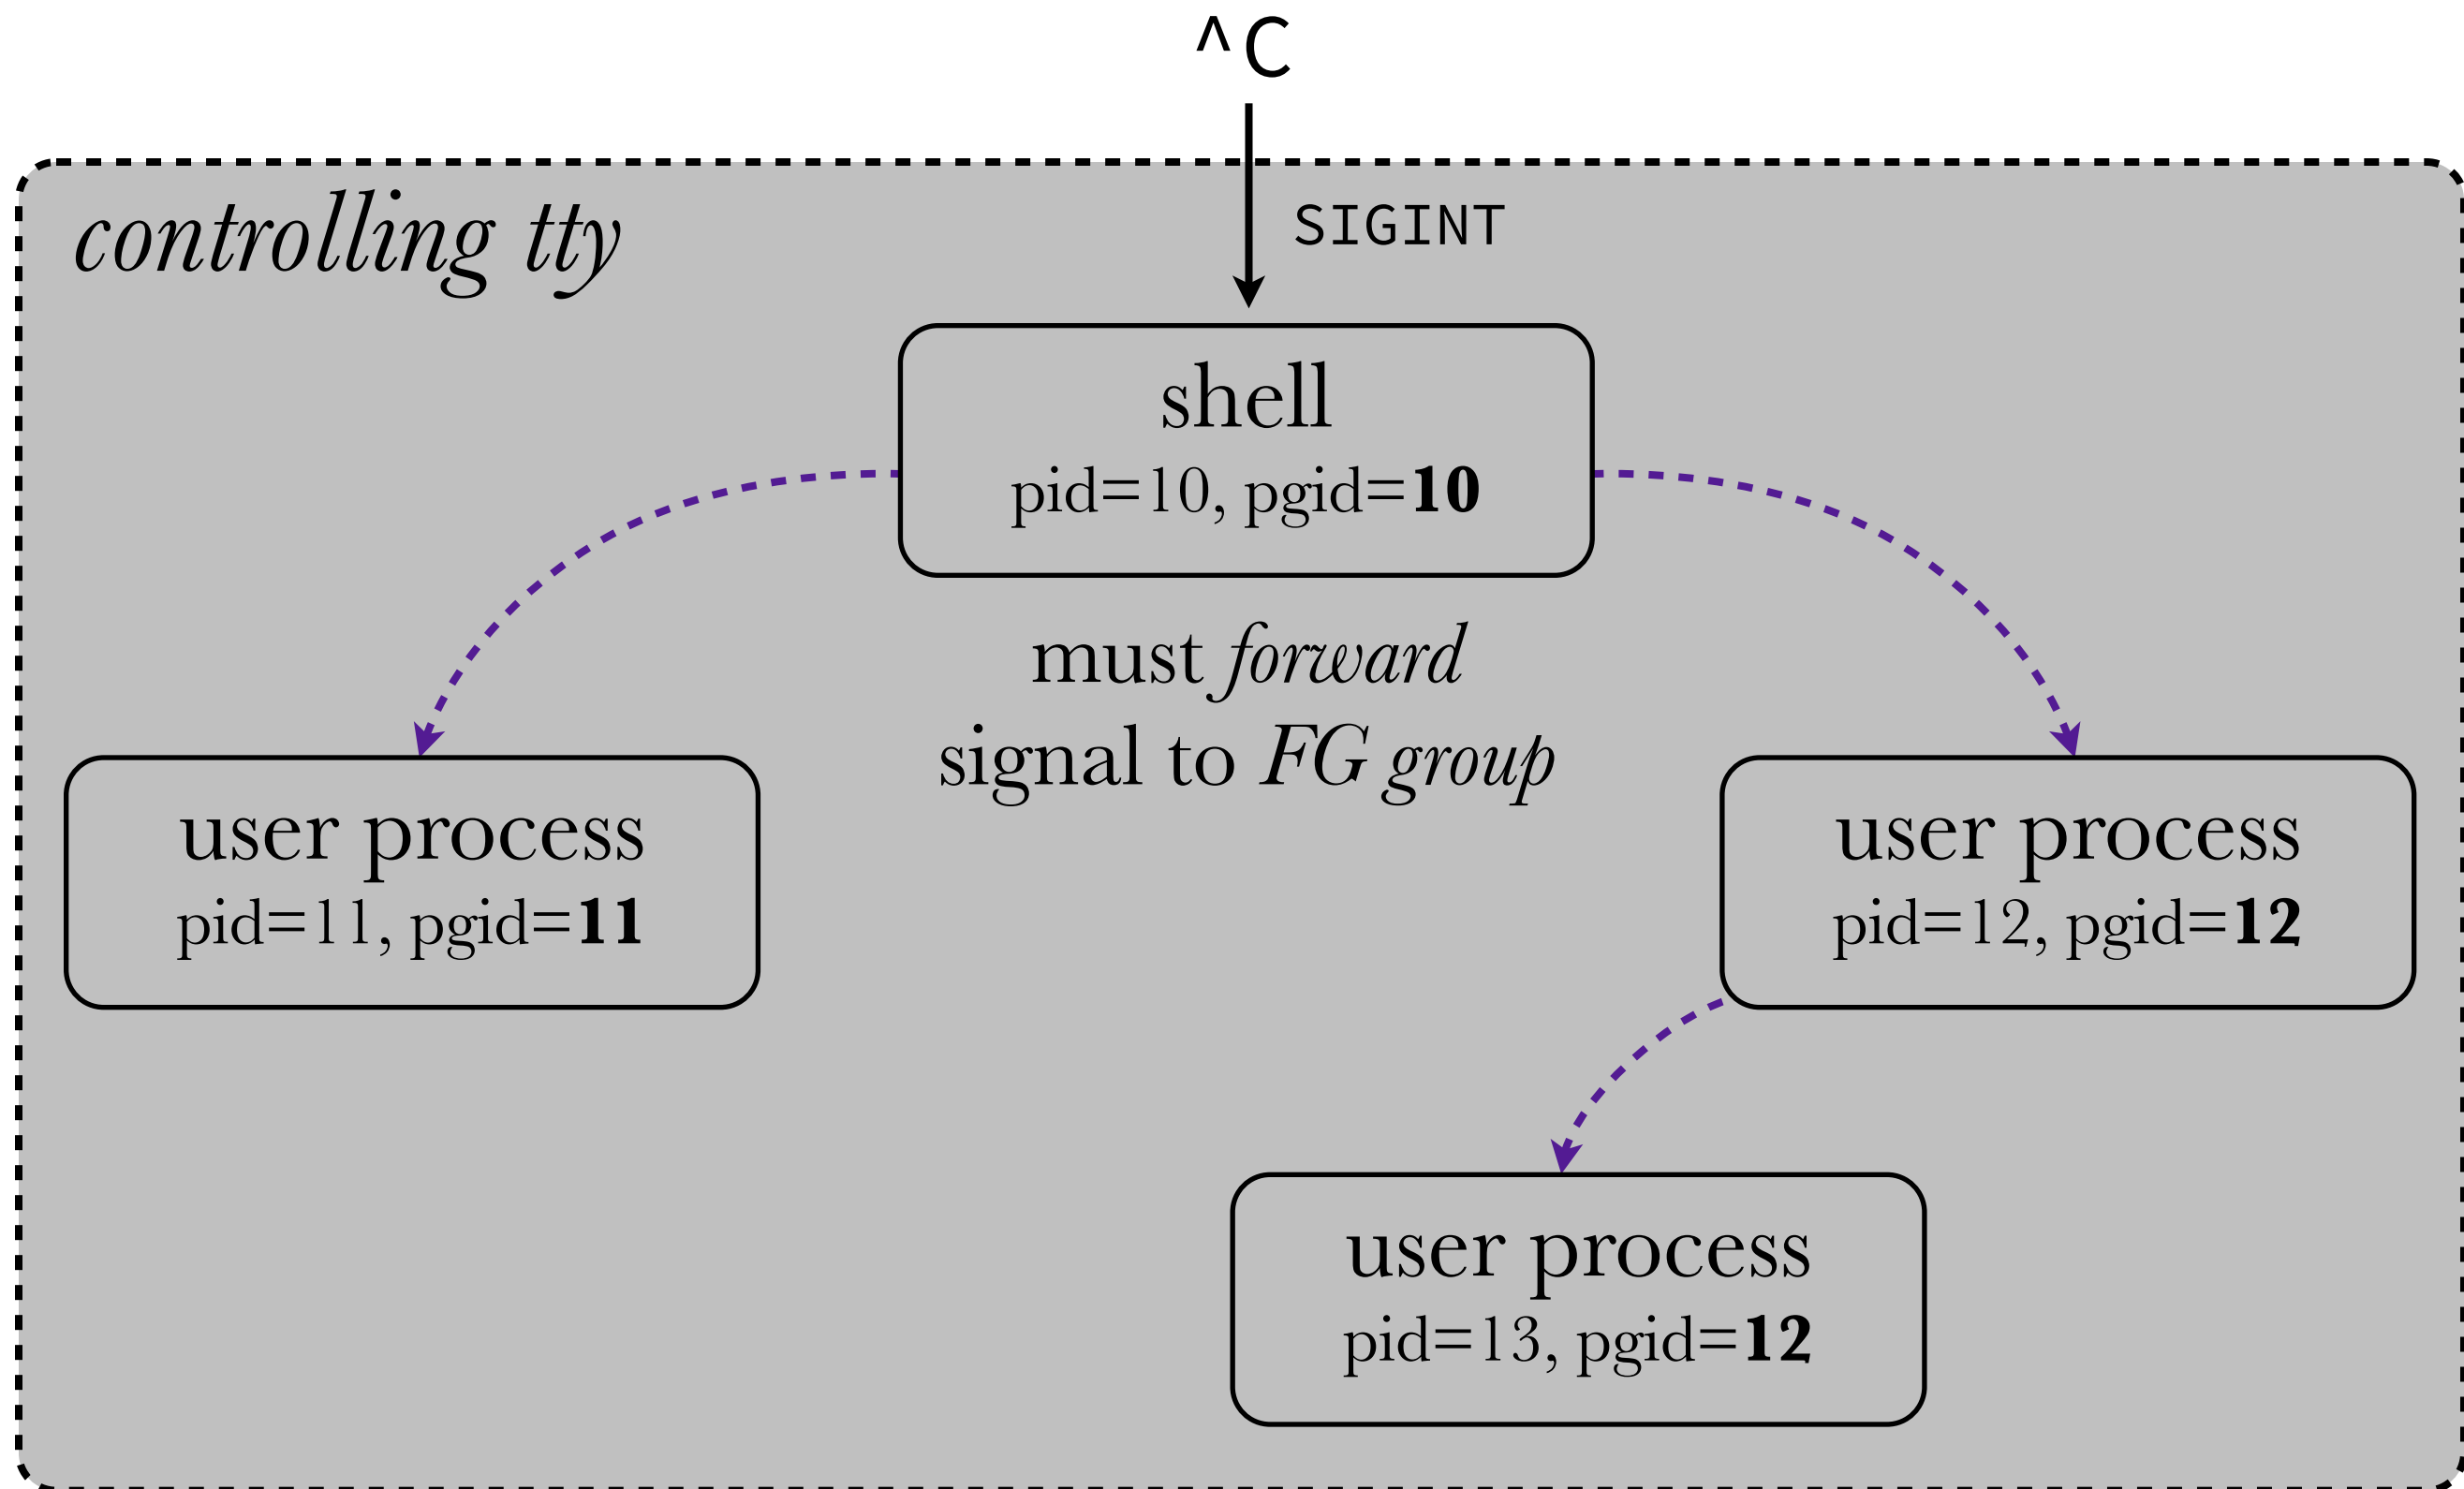 ^C
SIGINT
controlling tty
shell
pid=10, pgid=10
must forward
signal to FG group
user process
pid=11, pgid=11
user process
pid=12, pgid=12
user process
pid=13, pgid=12